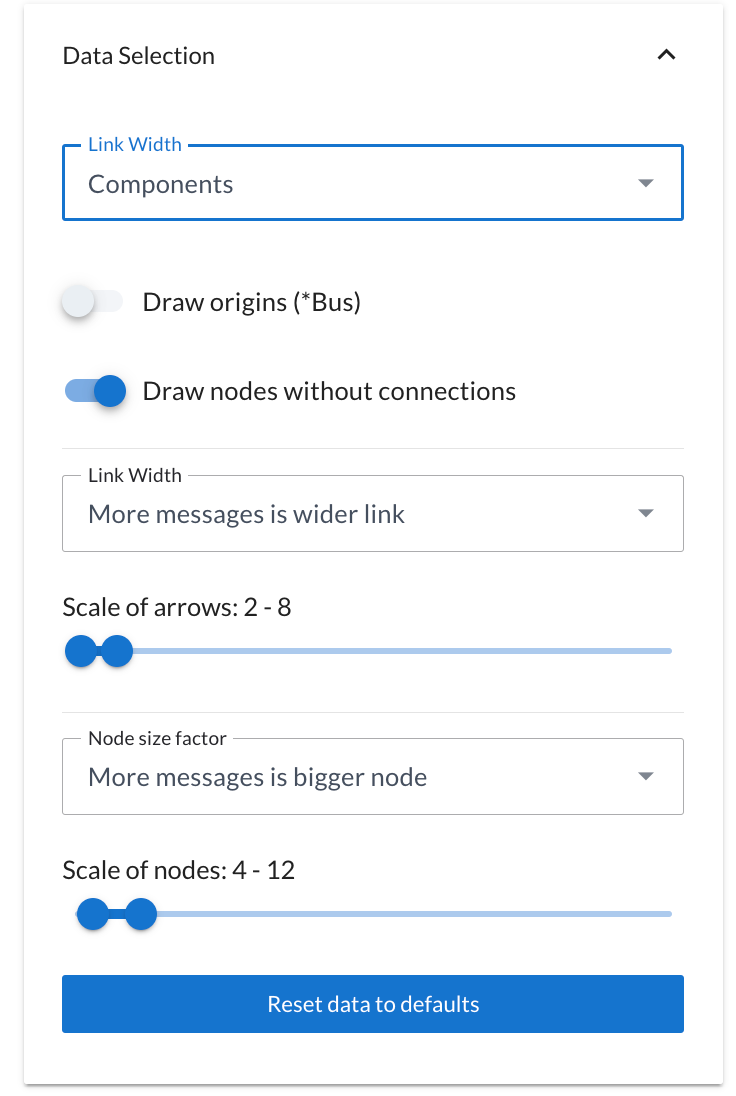 Data Selection
Link Width
Components
Draw origins (*Bus)
Draw nodes without connections
Link Width
More messages is wider link
Scale of arrows: 2 - 8
Node size factor
More messages is bigger node
Scale of nodes: 4 - 12
Reset data to defaults